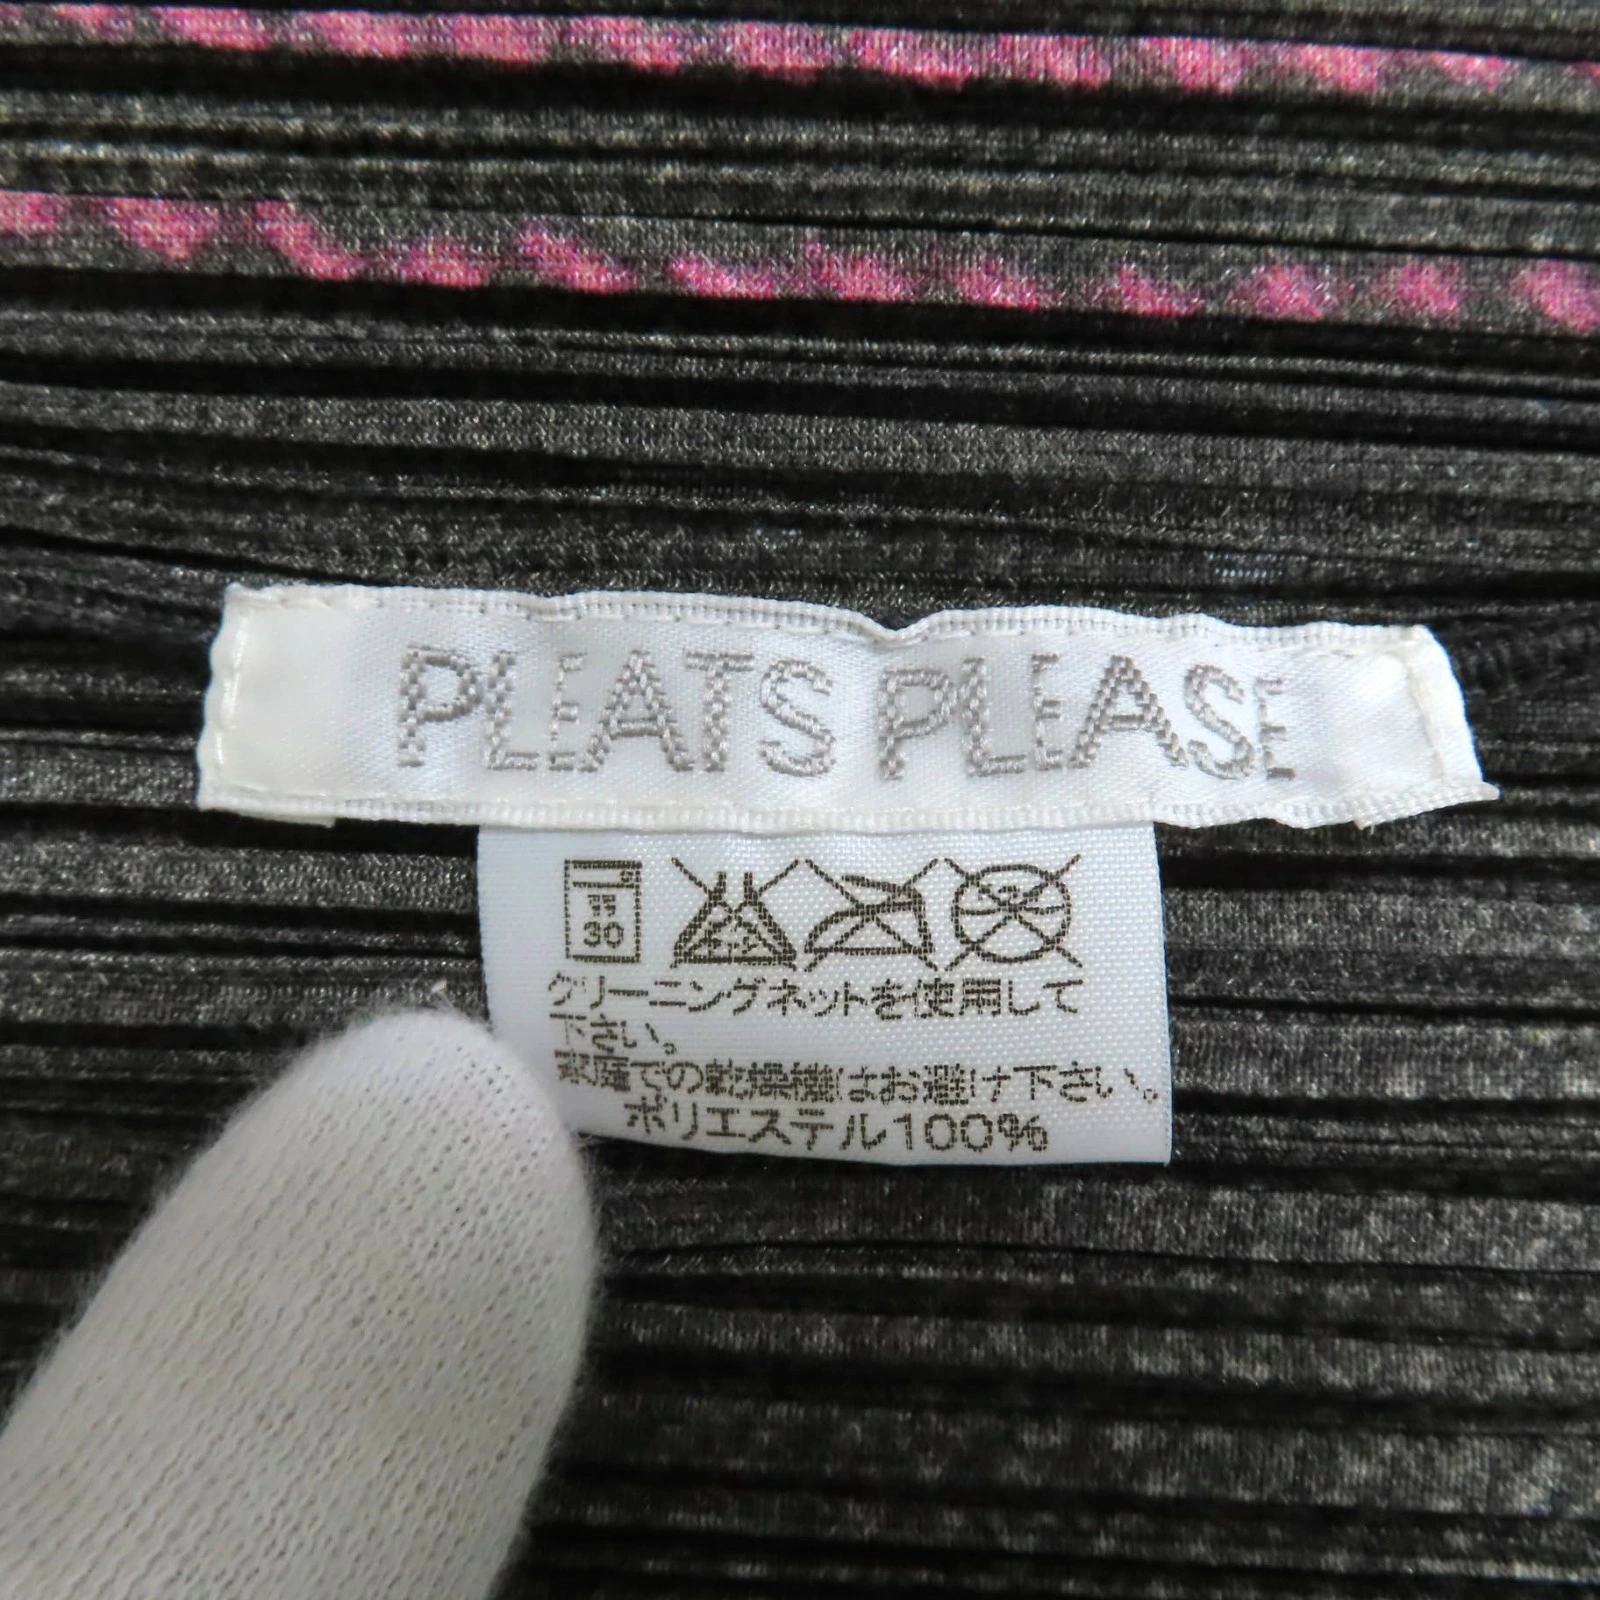 PLEATS PLEASE
30
クリーニングネットを使用して
下さい。
家庭での乾燥機はお避け下さい。
ポリエステル100%